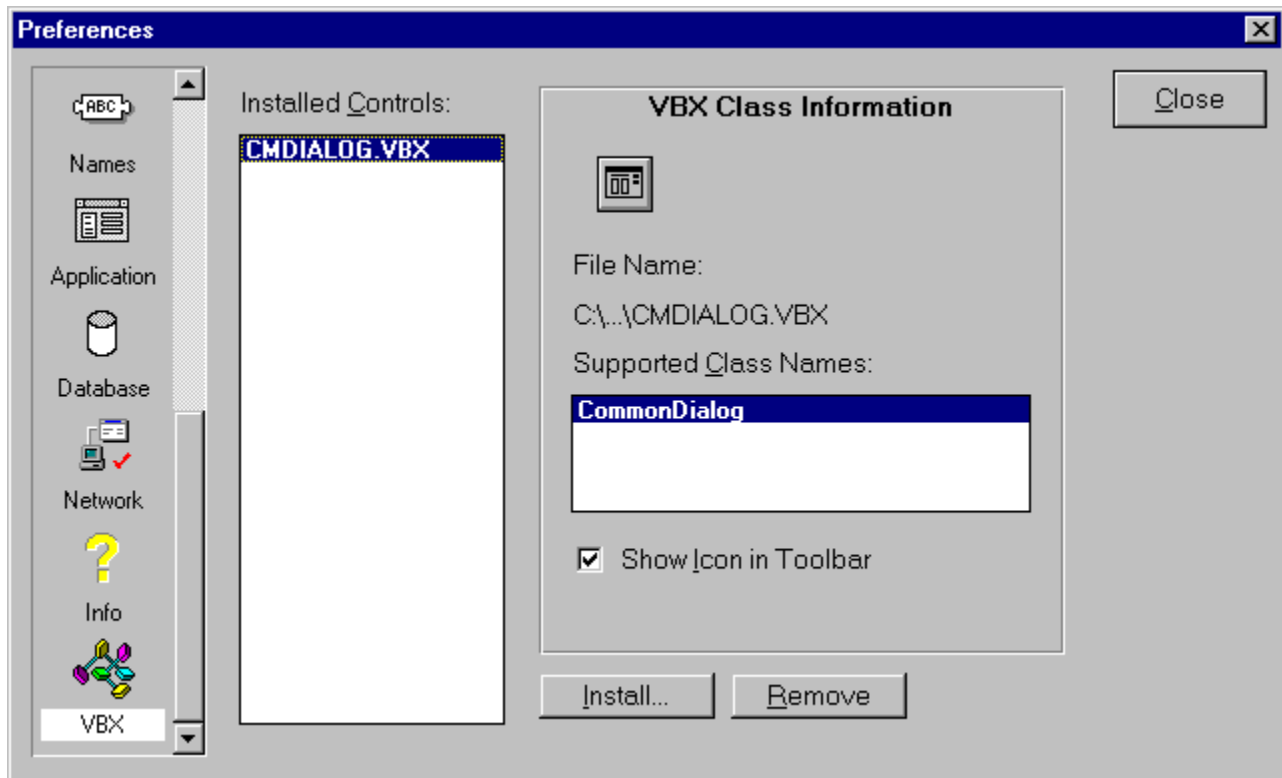 Preferences
ABC
Names
Application
Database
Network
?
Info
VBX
Installed Controls:
CMDIALOG.VBX
VBX Class Information
File Name:
C:\...\CMDIALOG.VBX
Supported Class Names:
CommonDialog
Show Icon in Toolbar
Install...
Remove
Close